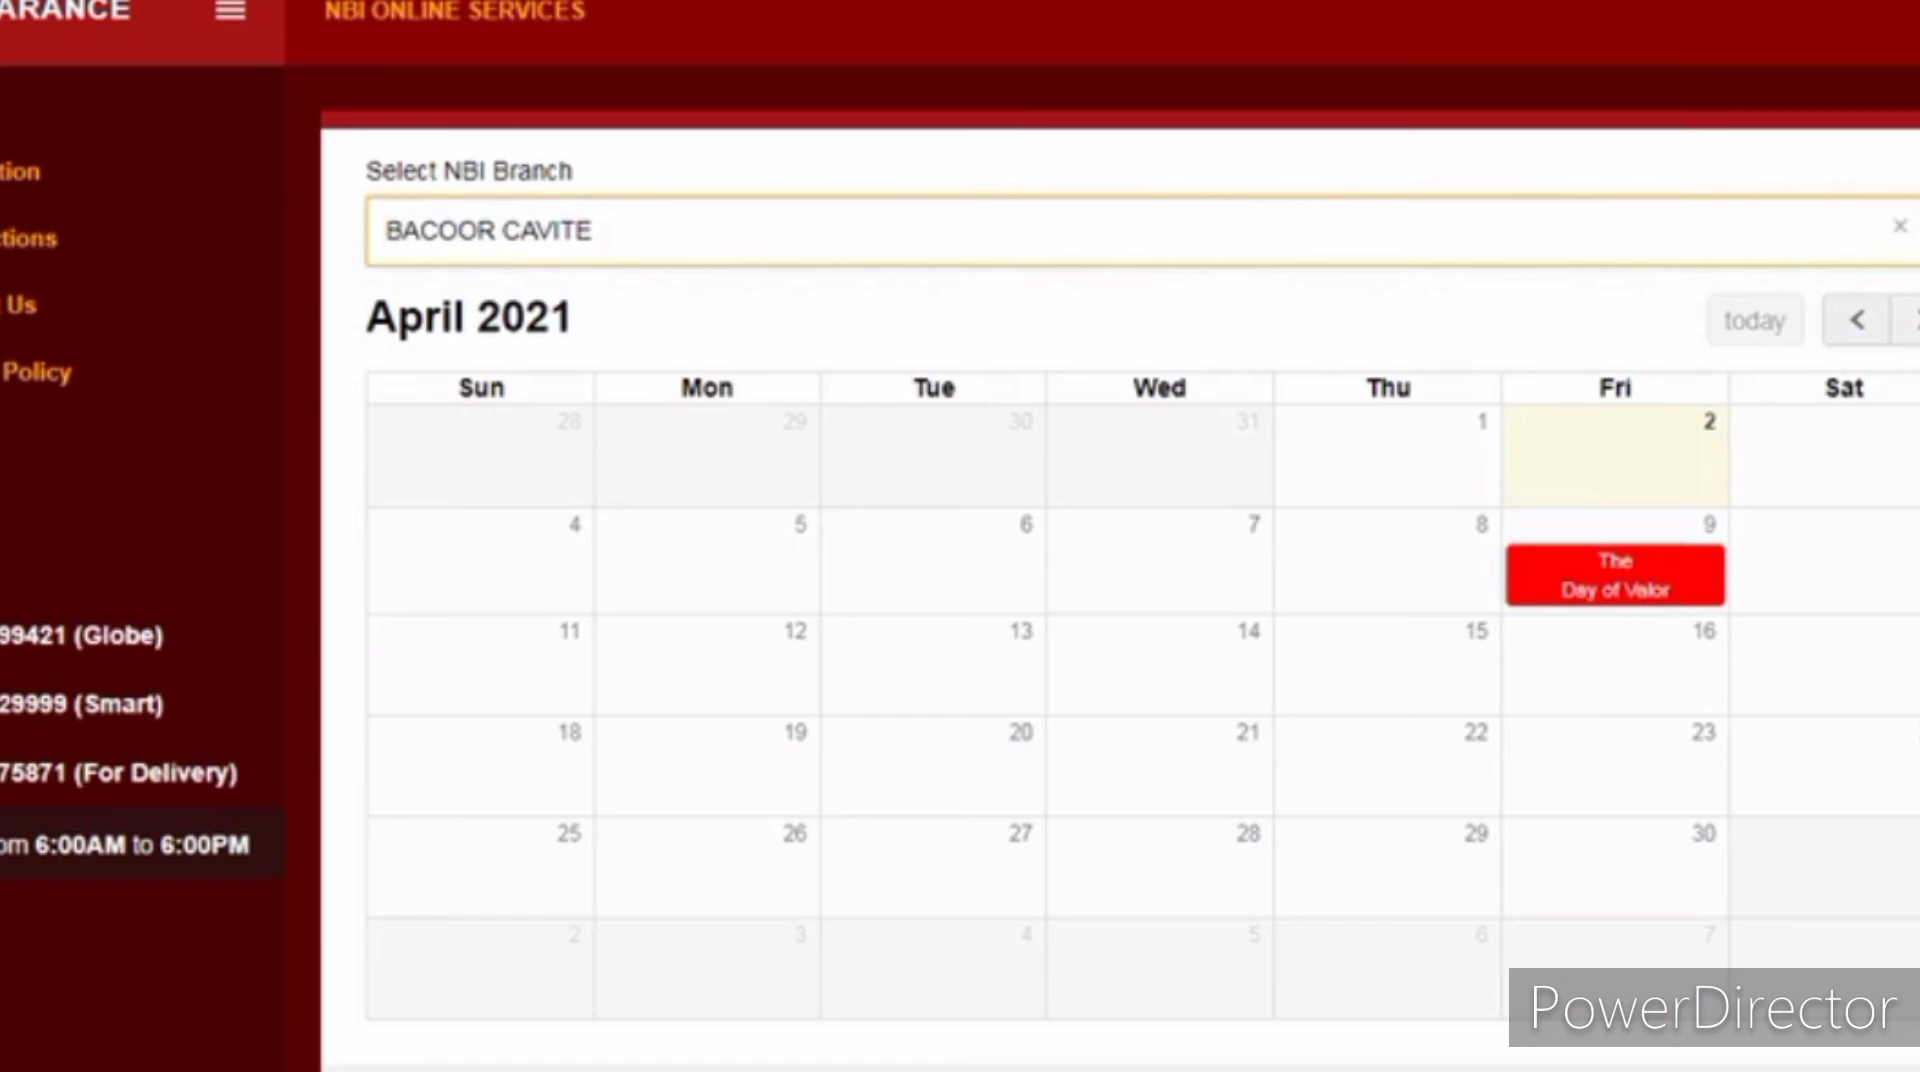 ARANCE
NBI ONLINE SERVICES
tion
tions
Us
Policy
99421 (Globe)
29999 (Smart)
75871 (For Delivery)
om 6:00AM to 6:00PM
Select NBI Branch
BACOOR CAVITE ×
April 2021
today <
Sun Mon Tue Wed Thu Fri Sat
28 29 30 31 1 2
4 5 6 7 8 9
The
Day of Valor
11 12 13 14 15 16
18 19 20 21 22 23
25 26 27 28 29 30
2 3 4 5 6 7
PowerDirector